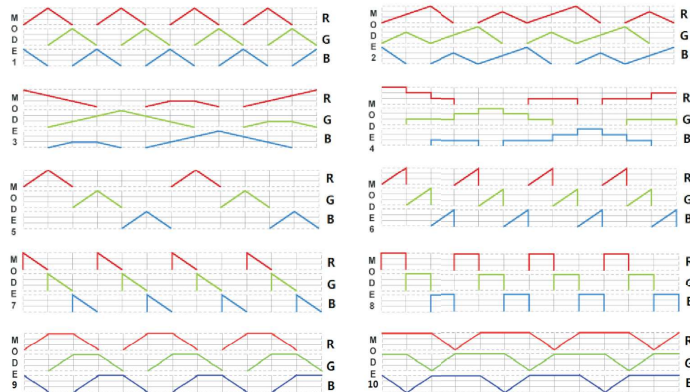 MODE 1 R G B
MODE 2 R G B
MODE 3 R G B
MODE 4 R G B
MODE 5 R G B
MODE 6 R G B
MODE 7 R G B
MODE 8 R G B
MODE 9 R G B
MODE 10 R G B